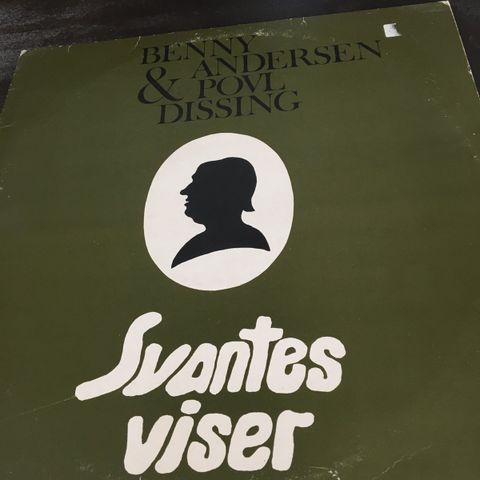 BENNY
ANDERSEN
& POVL
DISSING
Svantes
viser